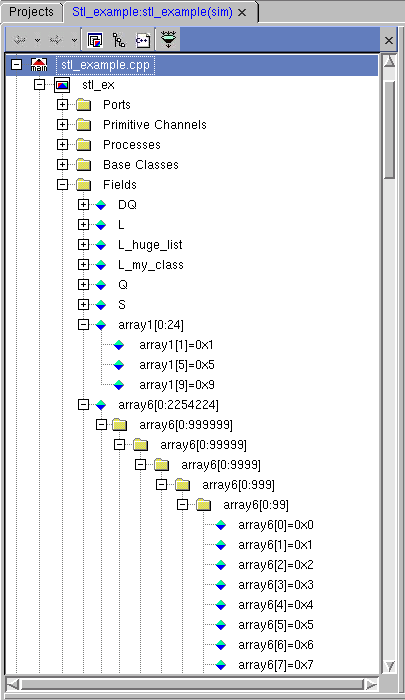 Projects
Stl_example:stl_example(sim)
main
stl_example.cpp
stl_ex
Ports
Primitive Channels
Processes
Base Classes
Fields
DQ
L
L_huge_list
L_my_class
Q
S
array1[0:24]
array1[1]=0x1
array1[5]=0x5
array1[9]=0x9
array6[0:2254224]
array6[0:999999]
array6[0:99999]
array6[0:9999]
array6[0:999]
array6[0:99]
array6[0]=0x0
array6[1]=0x1
array6[2]=0x2
array6[3]=0x3
array6[4]=0x4
array6[5]=0x5
array6[6]=0x6
array6[7]=0x7